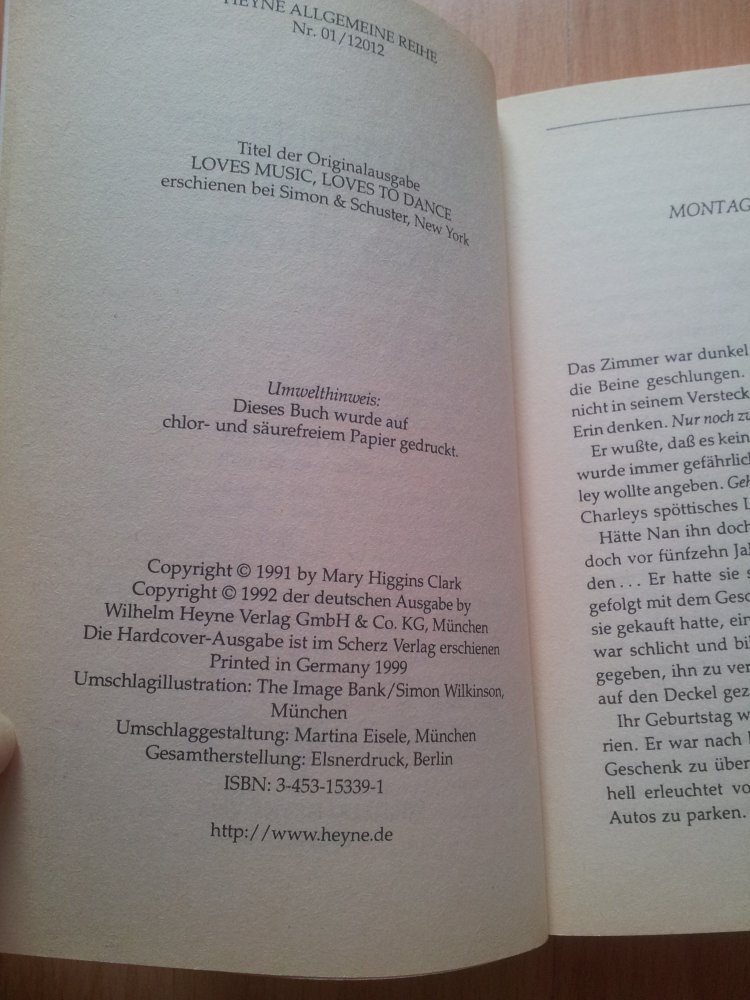 HEYNE ALLGEMEINE REIHE
Nr. 01/12012
Titel der Originalausgabe
LOVES MUSIC, LOVES TO DANCE
erschienen bei Simon & Schuster, New York
Umwelthinweis:
Dieses Buch wurde auf
chlor- und säurefreiem Papier gedruckt.
Copyright © 1991 by Mary Higgins Clark
Copyright © 1992 der deutschen Ausgabe by
Wilhelm Heyne Verlag GmbH & Co. KG, München
Die Hardcover-Ausgabe ist im Scherz Verlag erschienen
Printed in Germany 1999
Umschlagillustration: The Image Bank/Simon Wilkinson,
München
Umschlaggestaltung: Martina Eisele, München
Gesamtherstellung: Elsnerdruck, Berlin
ISBN: 3-453-15339-1
http://www.heyne.de
MONTAG
Das Zimmer war dunkel
die Beine geschlungen.
nicht in seinem Versteck
Erin denken. Nur noch
Er wußte, daß es kein
wurde immer
ley wollte angeben.
Charleys spöttisches
Hätte Nan ihn doch
doch vor fünfzehn
den ... Er hatte sie
gefolgt mit dem
sie gekauft hatte,
war schlicht und
gegeben, ihn zu
auf den Deckel
Ihr Geburtstag
rien. Er war nach
Geschenk zu
hell erleuchtet
Autos zu parken.